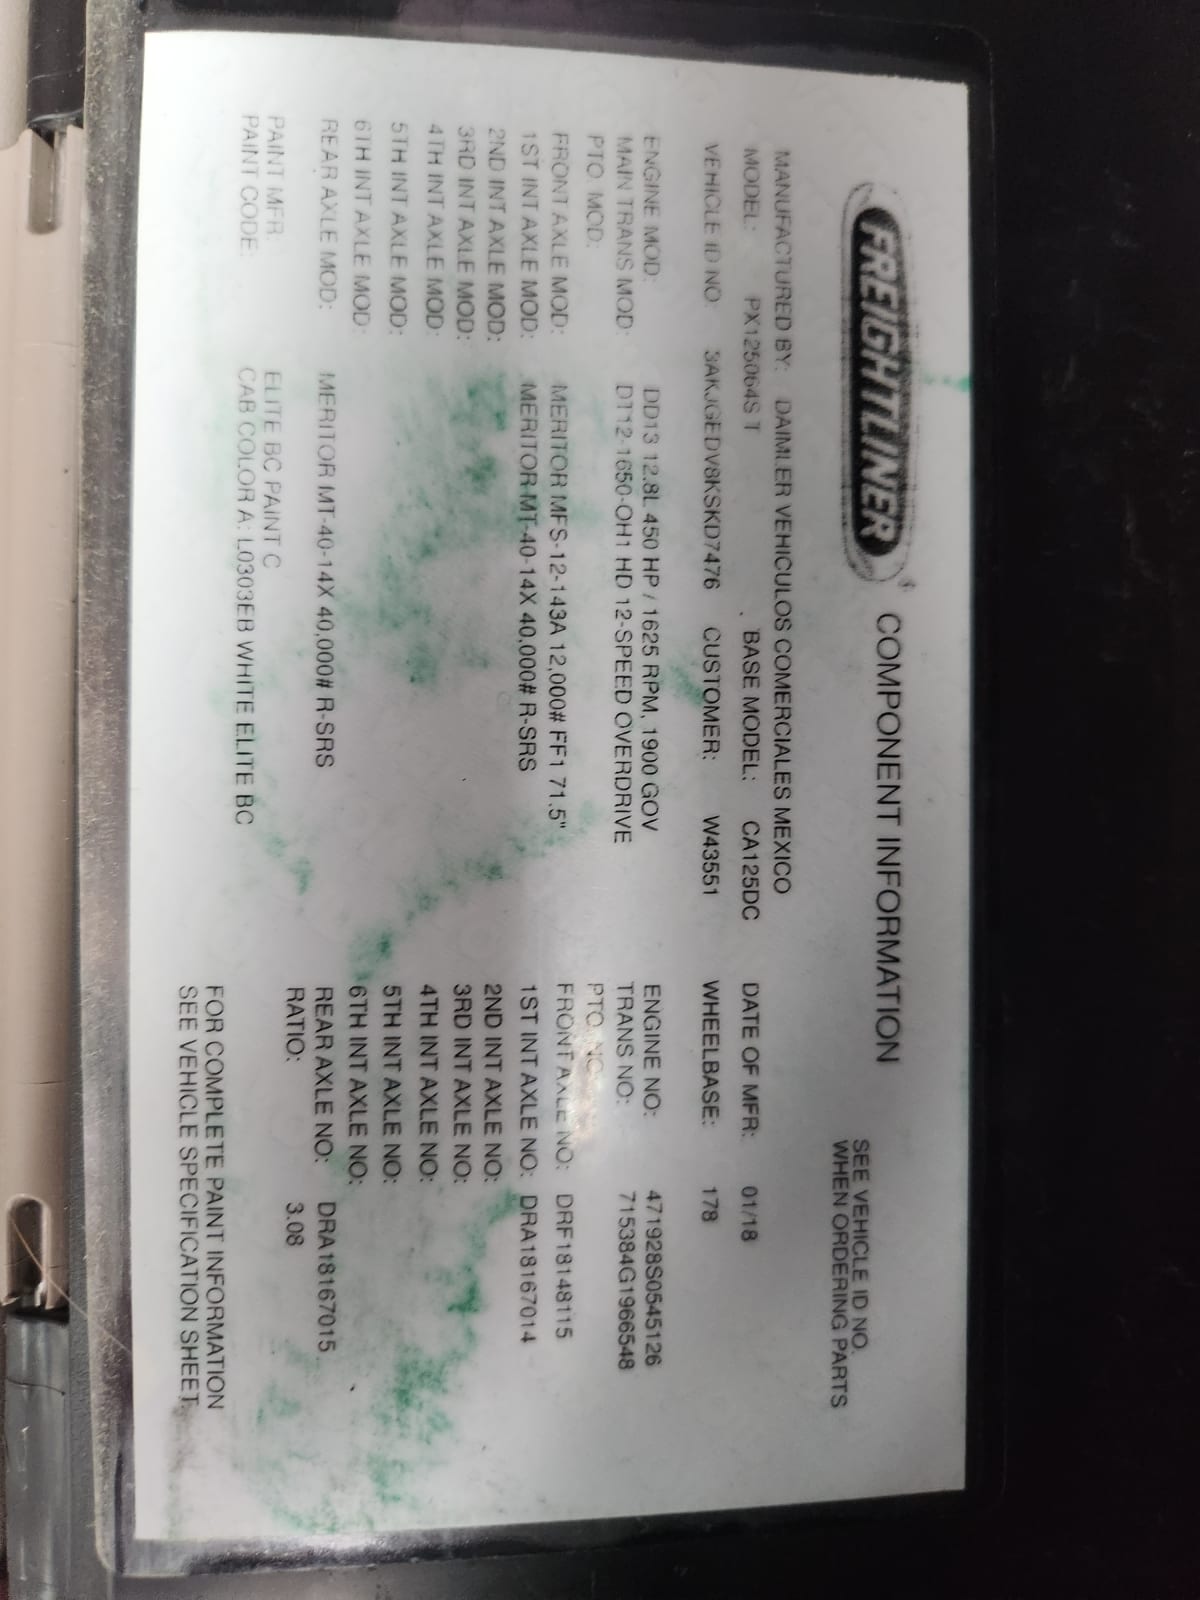 FREIGHTLINER® COMPONENT INFORMATION
SEE VEHICLE ID NO.
WHEN ORDERING PARTS
MANUFACTURED BY: DAIMLER VEHICULOS COMERCIALES MEXICO
MODEL: PX125064S T BASE MODEL: CA125DC DATE OF MFR: 01/18
VEHICLE ID NO. 3AKJGEDV8KSKD7476 CUSTOMER: W43551 WHEELBASE: 178
ENGINE MOD: DD13 12.8L 450 HP / 1625 RPM, 1900 GOV ENGINE NO: 471928S0545126
MAIN TRANS MOD: DT12-1650-OH1 HD 12-SPEED OVERDRIVE TRANS NO: 715384G1966548
PTO. MOD: PTO. NO:
FRONT AXLE MOD: MERITOR MFS-12-143A 12,000# FF1 71.5" FRONT AXLE NO: DRF18148115
1ST INT AXLE MOD: MERITOR MT-40-14X 40,000# R-SRS 1ST INT AXLE NO: DRA18167014
2ND INT AXLE MOD: 2ND INT AXLE NO:
3RD INT AXLE MOD: 3RD INT AXLE NO:
4TH INT AXLE MOD: 4TH INT AXLE NO:
5TH INT AXLE MOD: 5TH INT AXLE NO:
6TH INT AXLE MOD: 6TH INT AXLE NO:
REAR AXLE MOD: MERITOR MT-40-14X 40,000# R-SRS REAR AXLE NO: DRA18167015
RATIO: 3.08
PAINT MFR: ELITE BC PAINT C
PAINT CODE: CAB COLOR A: L0303EB WHITE ELITE BC
FOR COMPLETE PAINT INFORMATION
SEE VEHICLE SPECIFICATION SHEET.